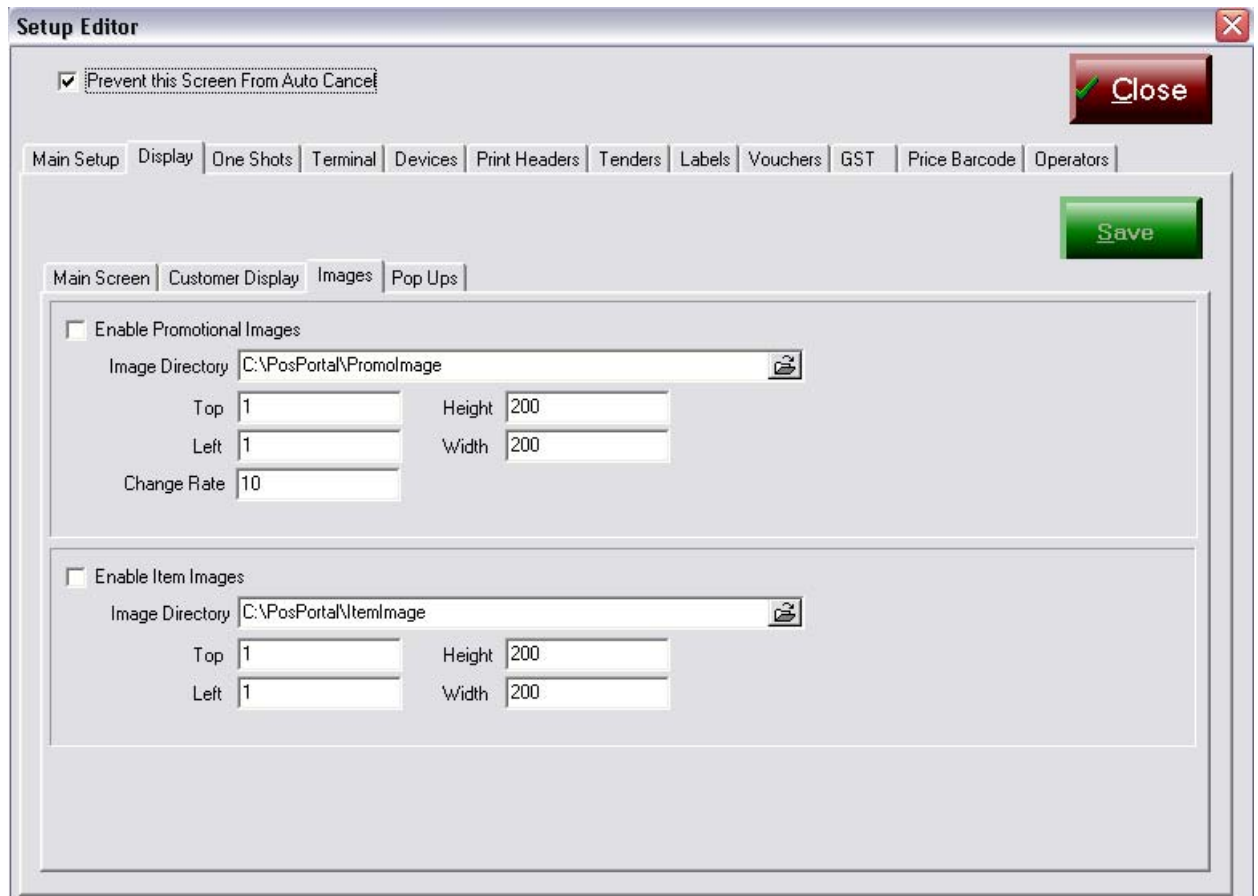 Setup Editor
Prevent this Screen From Auto Cancel
Close
Main Setup Display One Shots Terminal Devices Print Headers Tenders Labels Vouchers GST Price Barcode Operators
Save
Main Screen Customer Display Images Pop Ups
Enable Promotional Images
Image Directory C:\PosPortal\PromoImage
Top 1 Height 200
Left 1 Width 200
Change Rate 10
Enable Item Images
Image Directory C:\PosPortal\ItemImage
Top 1 Height 200
Left 1 Width 200